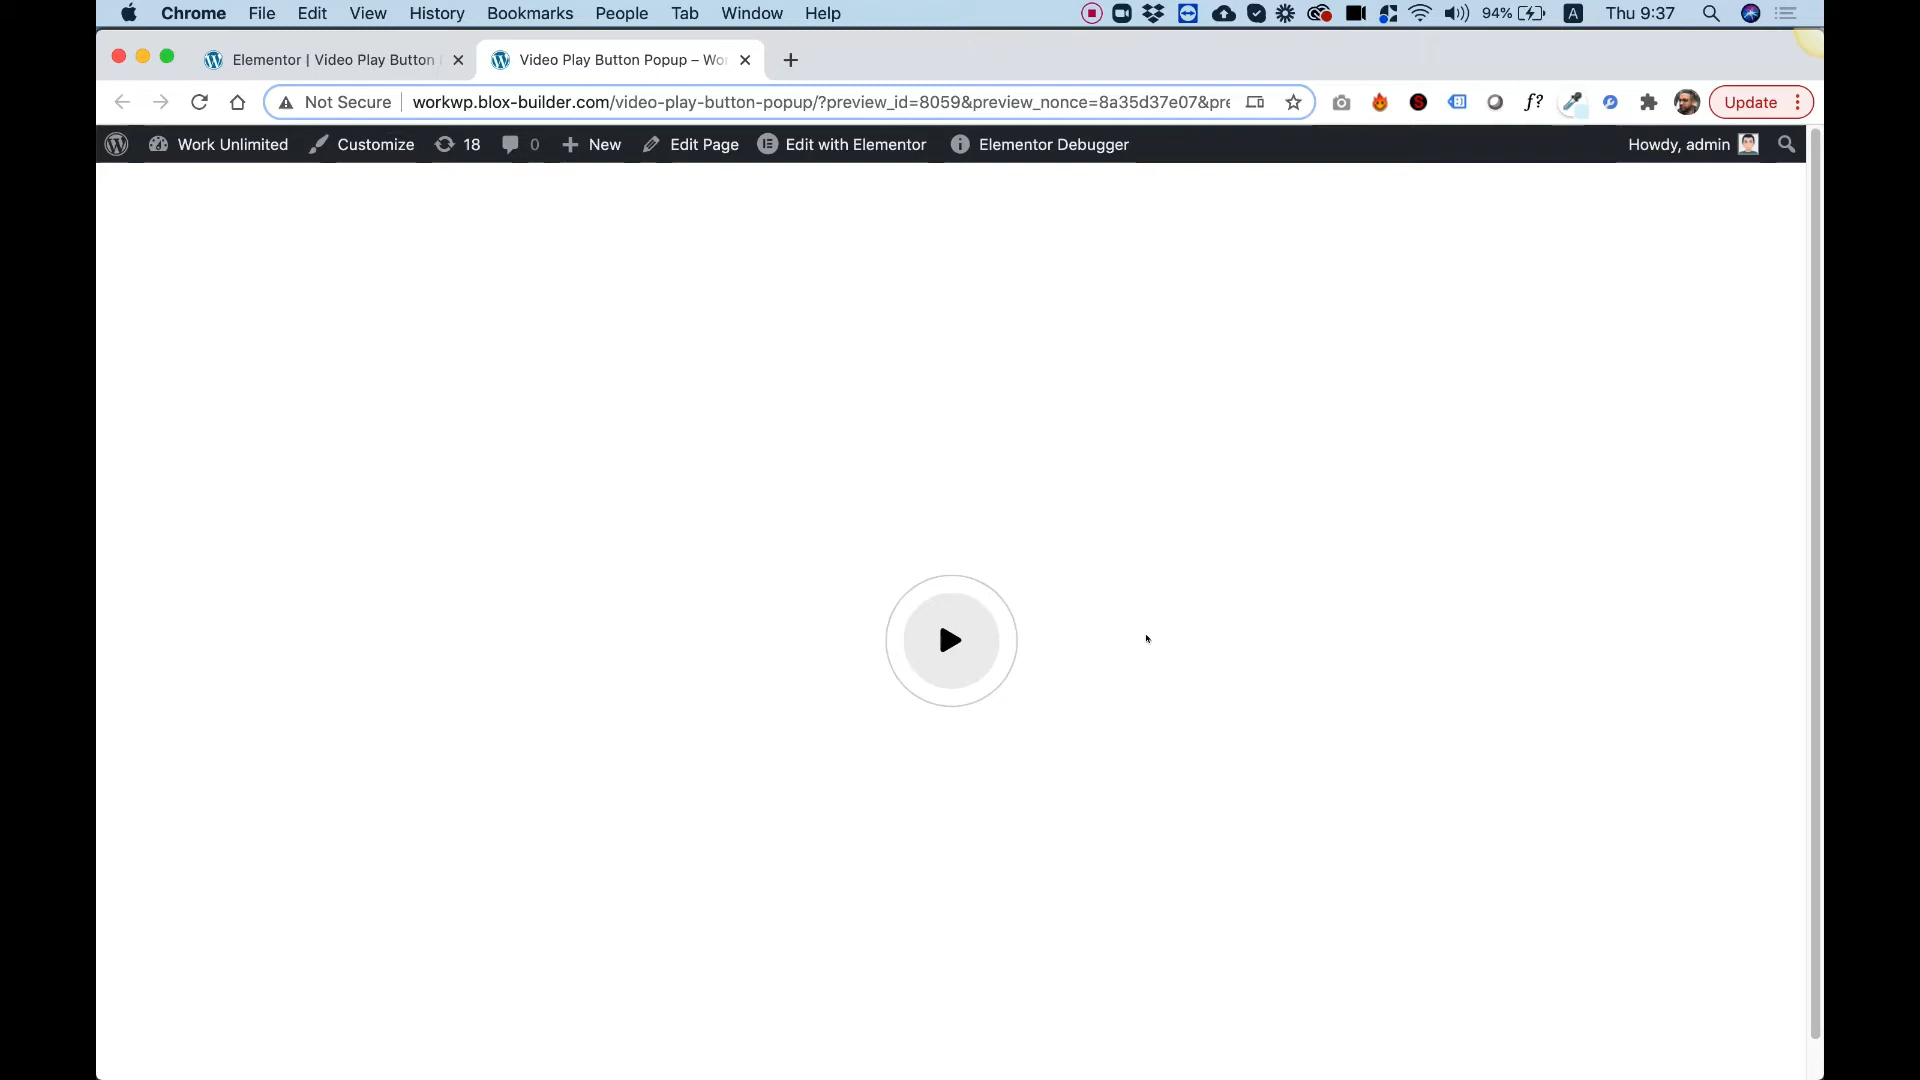 Chrome File Edit View History Bookmarks People Tab Window Help 94% A Thu 9:37
Elementor | Video Play Button Video Play Button Popup – Wo
Not Secure workwp.blox-builder.com/video-play-button-popup/?preview_id=8059&preview_nonce=8a35d37e07&pre S f? Update
Work Unlimited Customize 18 0 New Edit Page Edit with Elementor Elementor Debugger Howdy, admin